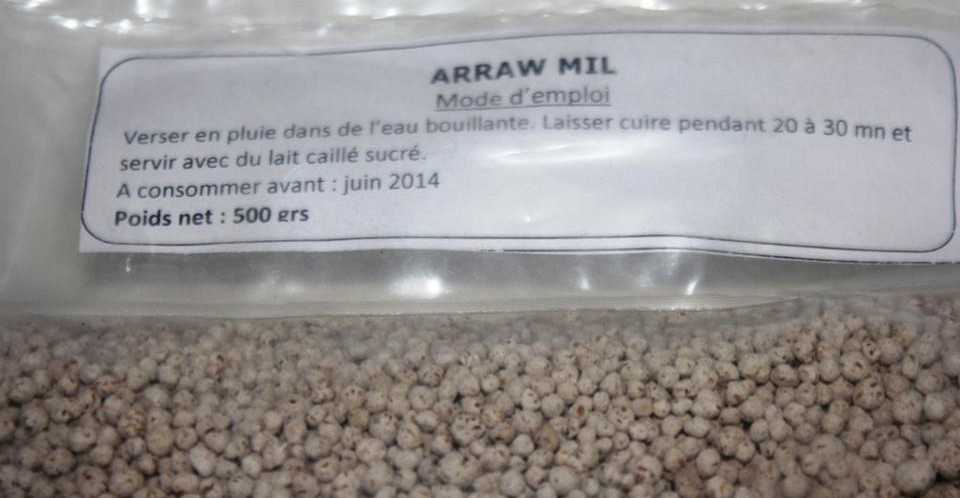 ARRAW MIL
Mode d'emploi
Verser en pluie dans de l'eau bouillante. Laisser cuire pendant 20 à 30 mn et
servir avec du lait caillé sucré.
A consommer avant : juin 2014
Poids net : 500 grs